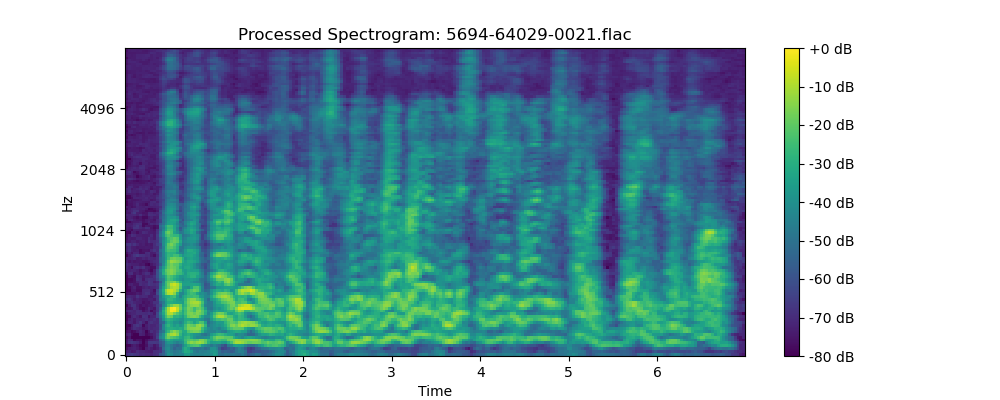 Processed Spectrogram: 5694-64029-0021.flac
Hz
4096
2048
1024
512
0
0 1 2 3 4 5 6
Time
+0 dB
-10 dB
-20 dB
-30 dB
-40 dB
-50 dB
-60 dB
-70 dB
-80 dB